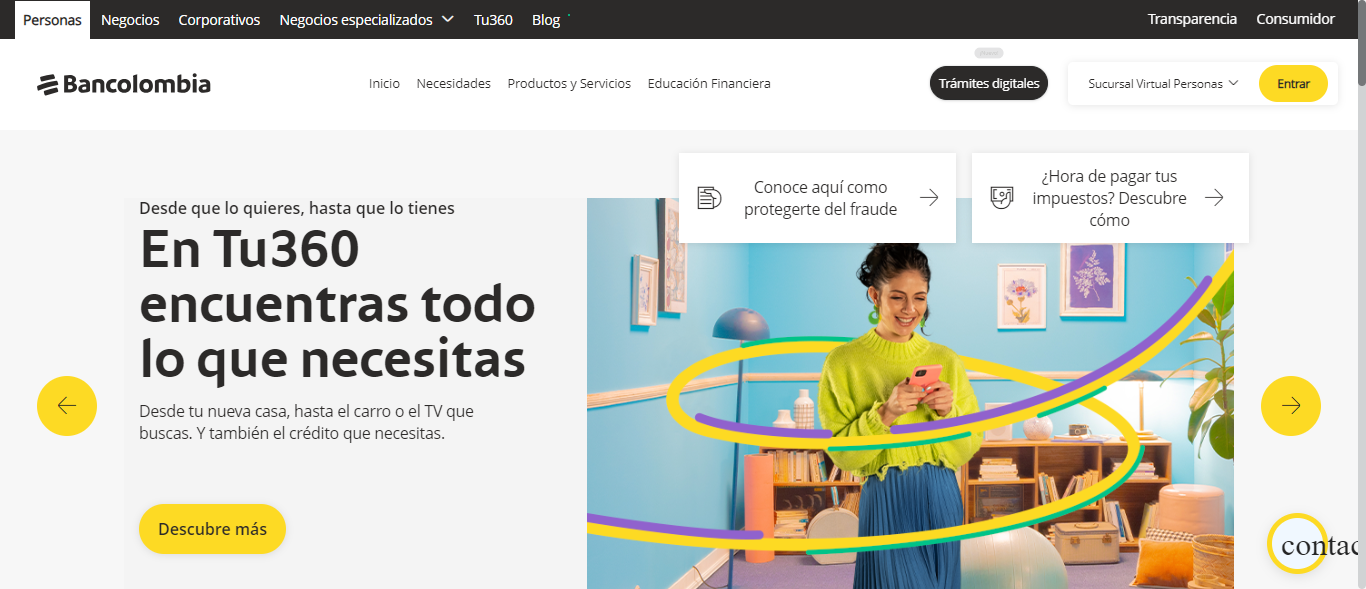 Personas Negocios Corporativos Negocios especializados Tu360 Blog Transparencia Consumidor
Bancolombia Inicio Necesidades Productos y Servicios Educación Financiera Trámites digitales Sucursal Virtual Personas Entrar
Conoce aquí como
protegerte del fraude
¿Hora de pagar tus
impuestos? Descubre
cómo
Desde que lo quieres, hasta que lo tienes
En Tu360
encuentras todo
lo que necesitas
Desde tu nueva casa, hasta el carro o el TV que
buscas. Y también el crédito que necesitas.
Descubre más
contac